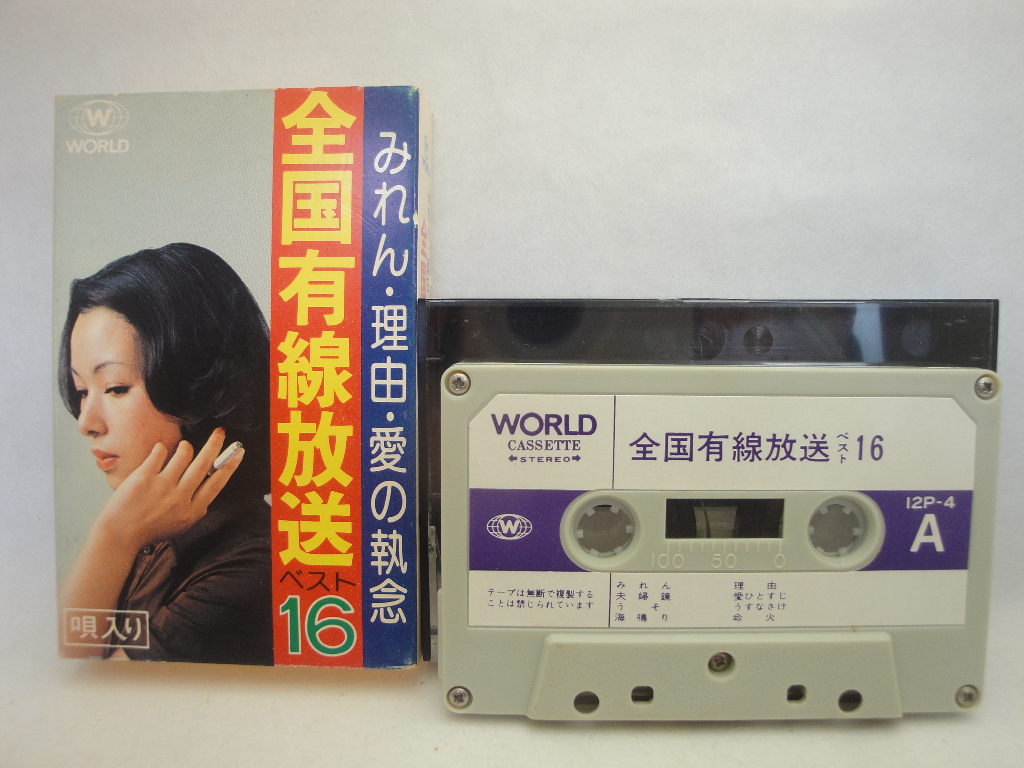 WORLD
全国有線放送
ベスト
16
みれん・理由・愛の執念
唄入り
WORLD
CASSETTE
STEREO
全国有線放送 ベスト 16
12P-4
A
W
100 50 0
テープは無断で複製する
ことは禁じられています
みれん 理由
夫婦鏡 愛ひとすじ
うそ うすなさけ
海鳴り 命火